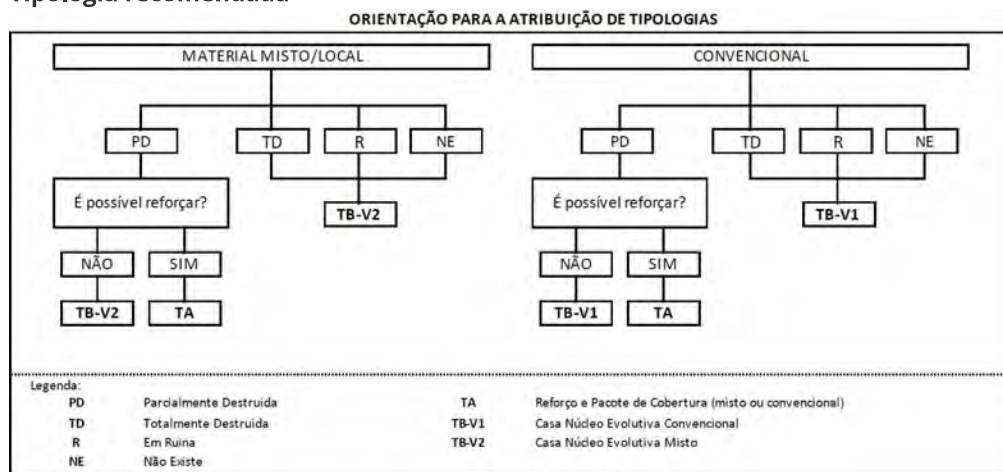 Tipologia recomendada
ORIENTAÇÃO PARA A ATRIBUIÇÃO DE TIPOLOGIAS
MATERIAL MISTO/LOCAL CONVENCIONAL
PD TD R NE PD TD R NE
É possível reforçar? TB-V2 É possível reforçar? TB-V1
NÃO SIM NÃO SIM
TB-V2 TA TB-V1 TA
Legenda:
PD Parcialmente Destruida TA Reforço e Pacote de Cobertura (misto ou convencional)
TD Totalmente Destruida TB-V1 Casa Núcleo Evolutiva Convencional
R Em Ruina TB-V2 Casa Núcleo Evolutiva Misto
NE Não Existe